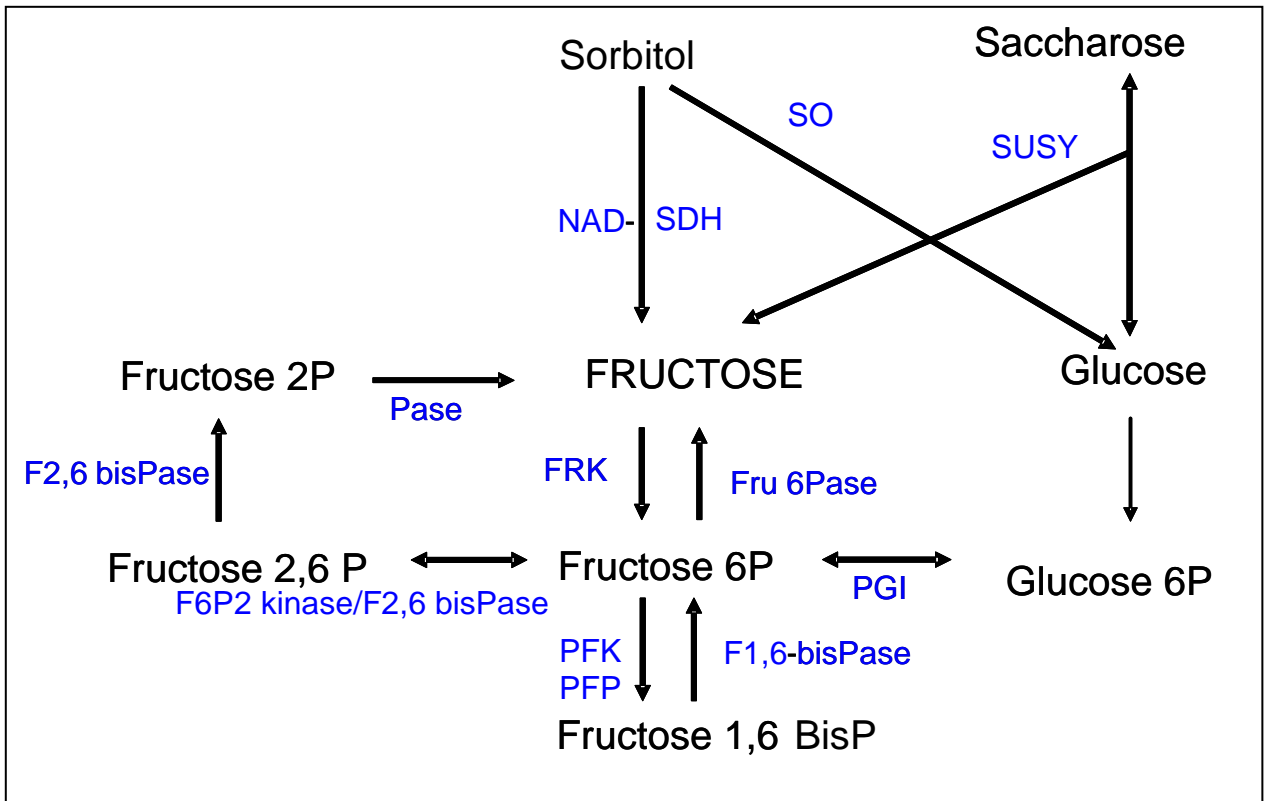 Sorbitol
Saccharose
SO
SUSY
NAD-
SDH
Fructose 2P
FRUCTOSE
Glucose
Pase
F2,6 bisPase
FRK
Fru 6Pase
Fructose 2,6 P
Fructose 6P
Glucose 6P
PGI
F6P2 kinase/F2,6 bisPase
PFK
PFP
F1,6-bisPase
Fructose 1,6 BisP